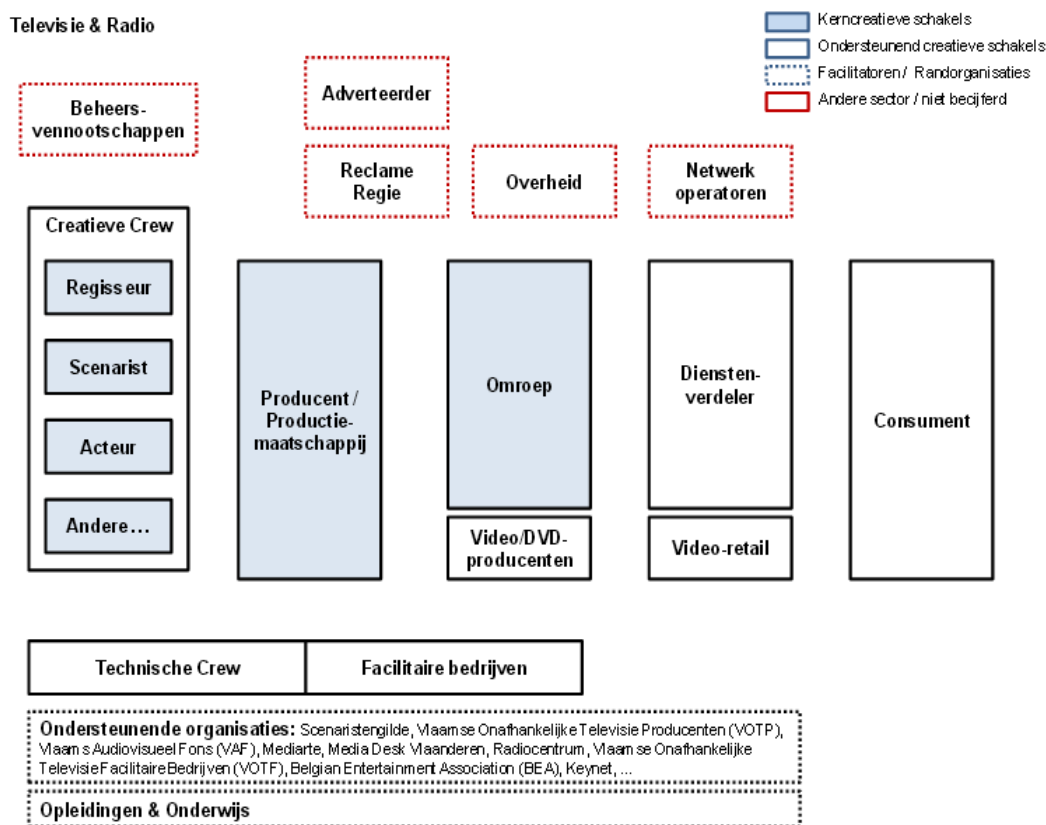 Televisie & Radio
Kerncreatieve schakels
Ondersteunend creatieve schakels
Facilitatoren / Randorganisaties
Andere sector / niet becijferd
Beheers-
vennootschappen
Adverteerder
Reclame
Regie
Overheid
Netwerk
operatoren
Creatieve Crew
Regisseur
Scenarist
Acteur
Andere...
Producent /
Productie-
maatschappij
Omroep
Video/DVD-
producenten
Diensten-
verdeler
Video-retail
Consument
Technische Crew
Facilitaire bedrijven
Ondersteunende organisaties: Scenaristengilde, Vlaamse Onafhankelijke Televisie Producenten (VOTP),
Vlaams Audiovisueel Fons (VAF), Mediarte, Media Desk Vlaanderen, Radiocentrum, Vlaamse Onafhankelijke
Televisie Facilitaire Bedrijven (VOTF), Belgian Entertainment Association (BEA), Keynet, ...
Opleidingen & Onderwijs